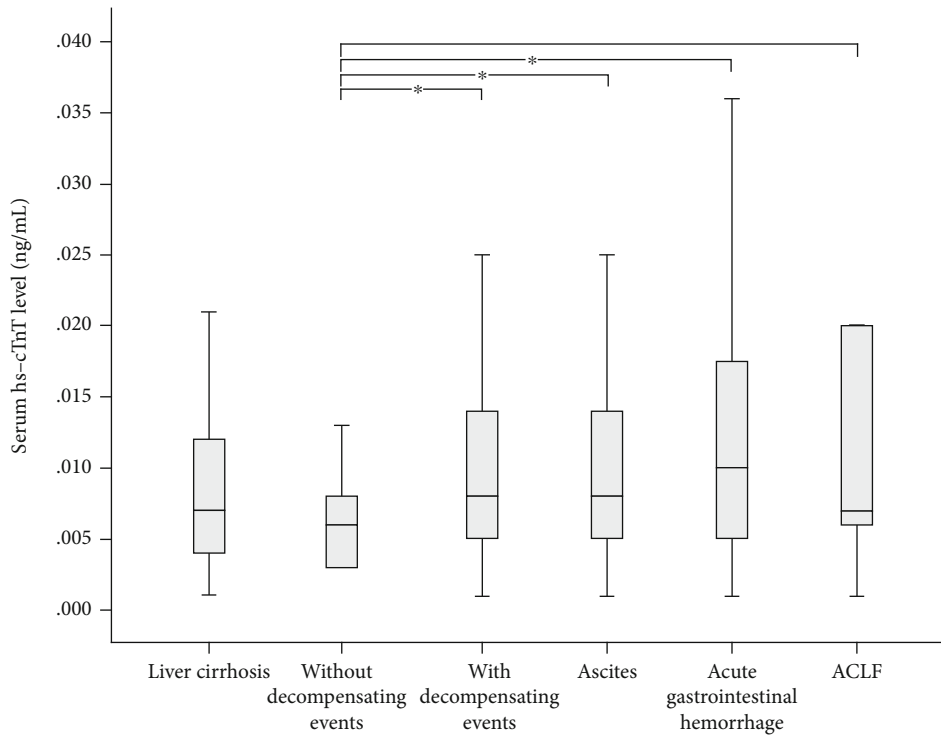 Serum hs–cTnT level (ng/mL)
.040
.035
.030
.025
.020
.015
.010
.005
.000
*
*
*
Liver cirrhosis
Without
decompensating
events
With
decompensating
events
Ascites
Acute
gastrointestinal
hemorrhage
ACLF